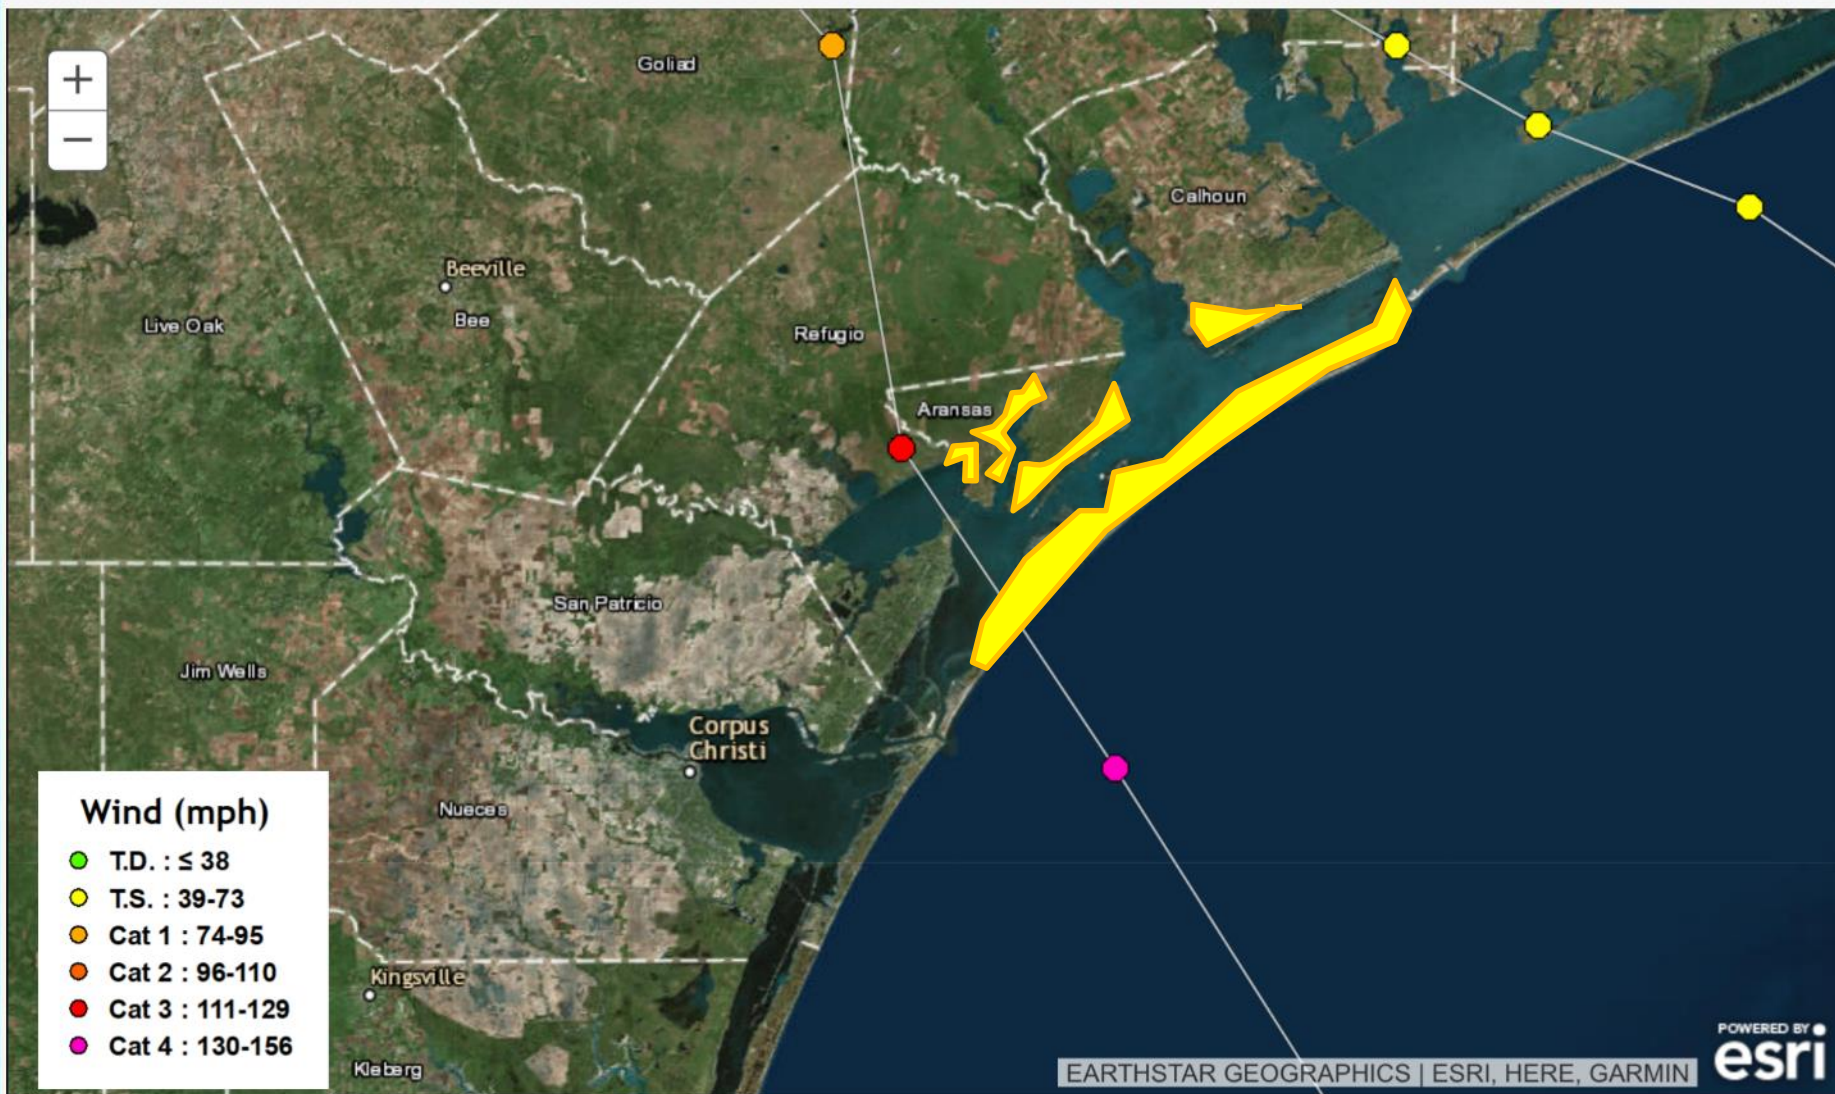 +
Goliad
−
Calhoun
Beeville
Live Oak
Bee
Refugio
Aransas
San Patricio
Jim Wells
Corpus
Christi
Nueces
Wind (mph)
T.D. : ≤ 38
T.S. : 39-73
Cat 1 : 74-95
Cat 2 : 96-110
Cat 3 : 111-129
Cat 4 : 130-156
Kingsville
Kleberg
POWERED BY
esri
EARTHSTAR GEOGRAPHICS | ESRI, HERE, GARMIN